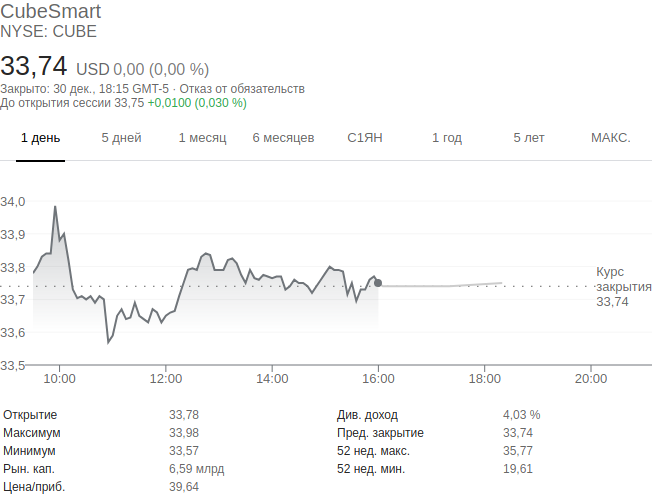 CubeSmart
NYSE: CUBE
33,74 USD 0,00 (0,00 %)
Закрыто: 30 дек., 18:15 GMT-5 · Отказ от обязательств
До открытия сессии 33,75 +0,0100 (0,030 %)
1 день 5 дней 1 месяц 6 месяцев С1ЯН 1 год 5 лет МАКС.
34,0
33,9
33,8
33,7
33,6
33,5
Курс
закрытия
33,74
10:00 12:00 14:00 16:00 18:00 20:00
Открытие 33,78 Див. доход 4,03 %
Максимум 33,98 Пред. закрытие 33,74
Минимум 33,57 52 нед. макс. 35,77
Рын. кап. 6,59 млрд 52 нед. мин. 19,61
Цена/приб. 39,64